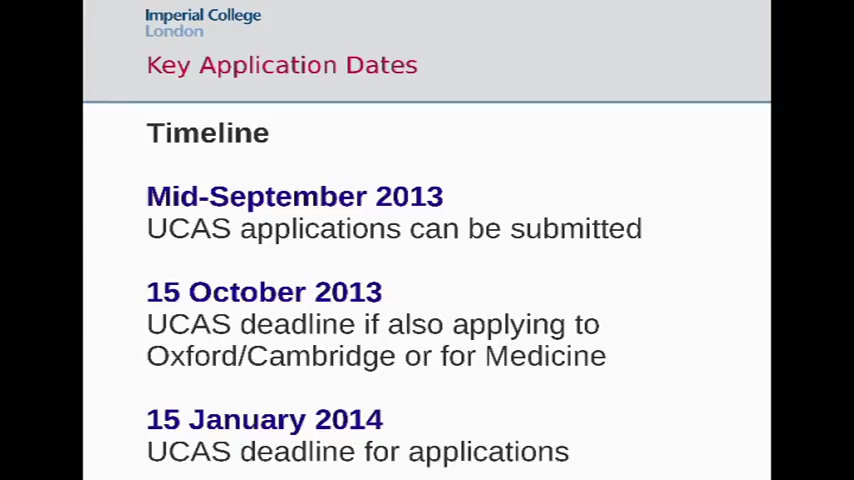 Imperial College
London
Key Application Dates
Timeline
Mid-September 2013
UCAS applications can be submitted
15 October 2013
UCAS deadline if also applying to
Oxford/Cambridge or for Medicine
15 January 2014
UCAS deadline for applications